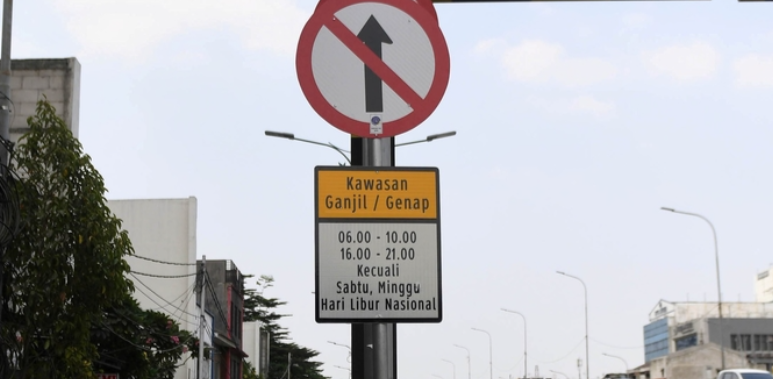 Kawasan
Ganjil / Genap
06.00 - 10.00
16.00 - 21.00
Kecuali
Sabtu, Minggu
Hari Libur Nasional